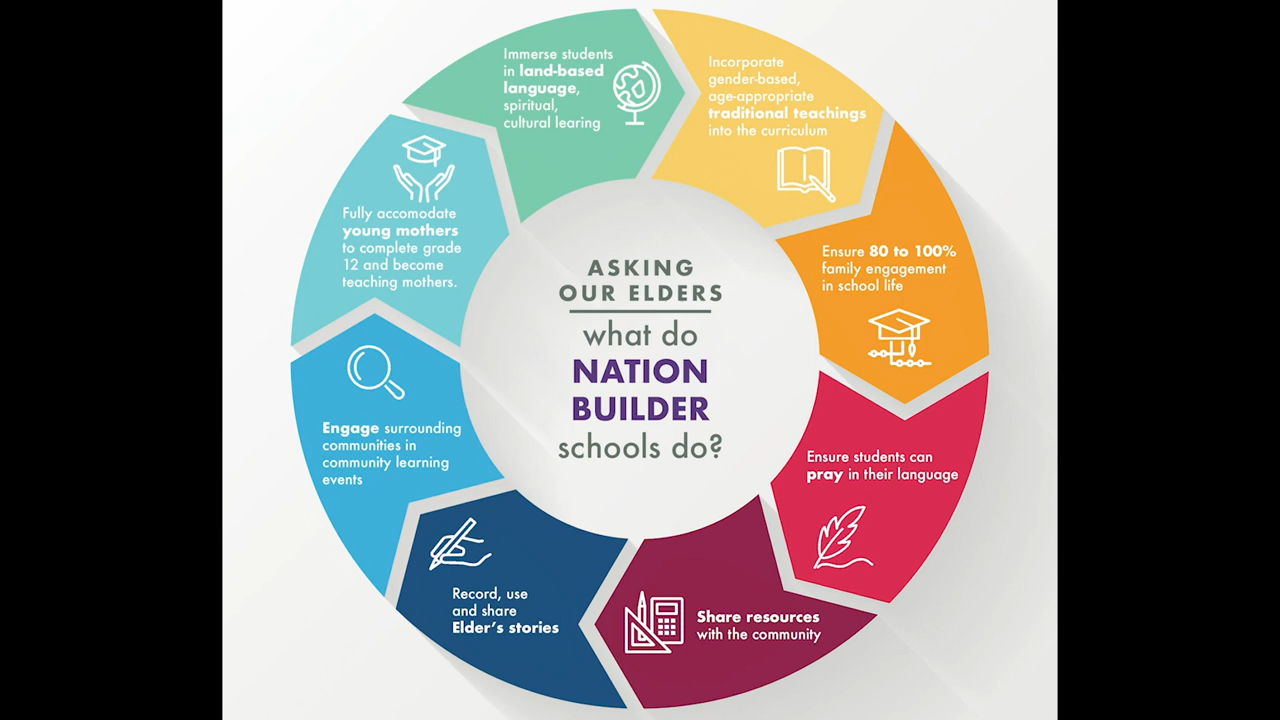 ASKING
OUR ELDERS
what do
NATION
BUILDER
schools do?
Immerse students
in land-based
language,
spiritual,
cultural learing
Incorporate
gender-based,
age-appropriate
traditional teachings
into the curriculum
Ensure 80 to 100%
family engagement
in school life
Ensure students can
pray in their language
Share resources
with the community
Record, use
and share
Elder's stories
Engage surrounding
communities in
community learning
events
Fully accomodate
young mothers
to complete grade
12 and become
teaching mothers.